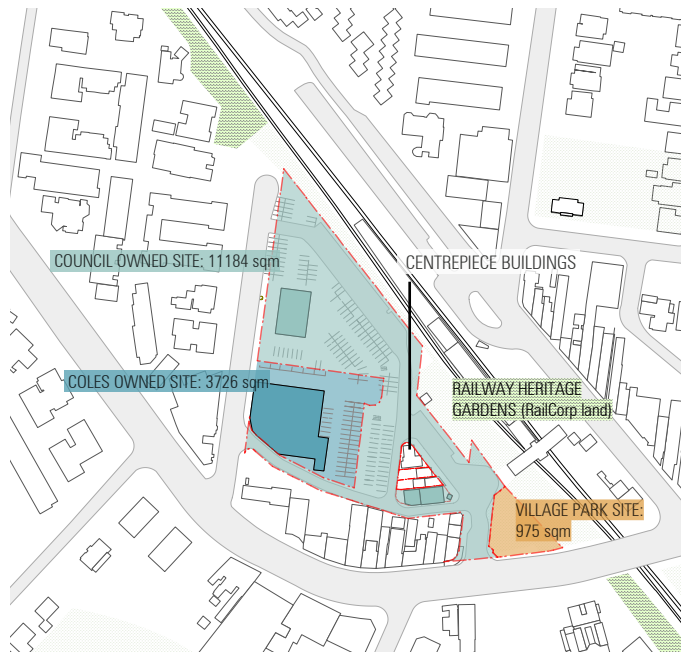 COUNCIL OWNED SITE: 11184 sqm
CENTREPIECE BUILDINGS
COLES OWNED SITE: 3726 sqm
RAILWAY HERITAGE
GARDENS (RailCorp land)
VILLAGE PARK SITE:
975 sqm